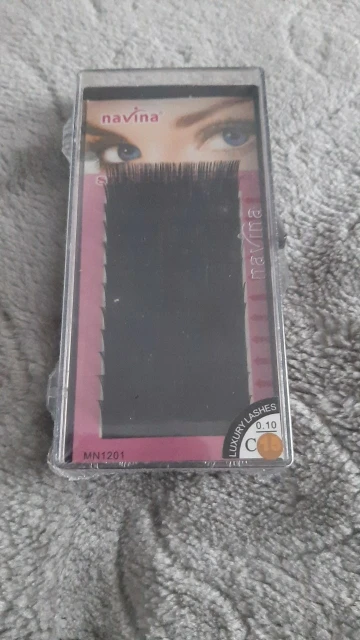 navina
navina
LUXURY LASHES
0.10
C
MN1201